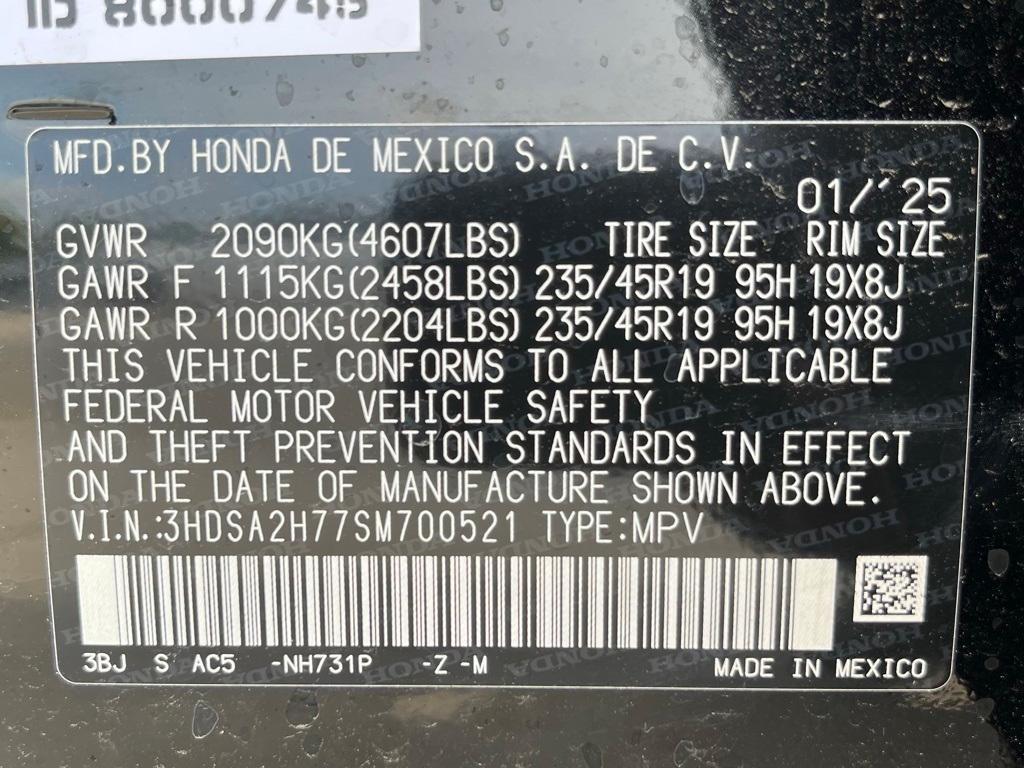 ID 8000745
MFD.BY HONDA DE MEXICO S.A. DE C.V.
01/'25
GVWR 2090KG(4607LBS) TIRE SIZE RIM SIZE
GAWR F 1115KG(2458LBS) 235/45R19 95H 19X8J
GAWR R 1000KG(2204LBS) 235/45R19 95H 19X8J
THIS VEHICLE CONFORMS TO ALL APPLICABLE
FEDERAL MOTOR VEHICLE SAFETY
AND THEFT PREVENTION STANDARDS IN EFFECT
ON THE DATE OF MANUFACTURE SHOWN ABOVE.
V.I.N.:3HDSA2H77SM700521 TYPE:MPV
3BJ S AC5 -NH731P -Z -M
MADE IN MEXICO